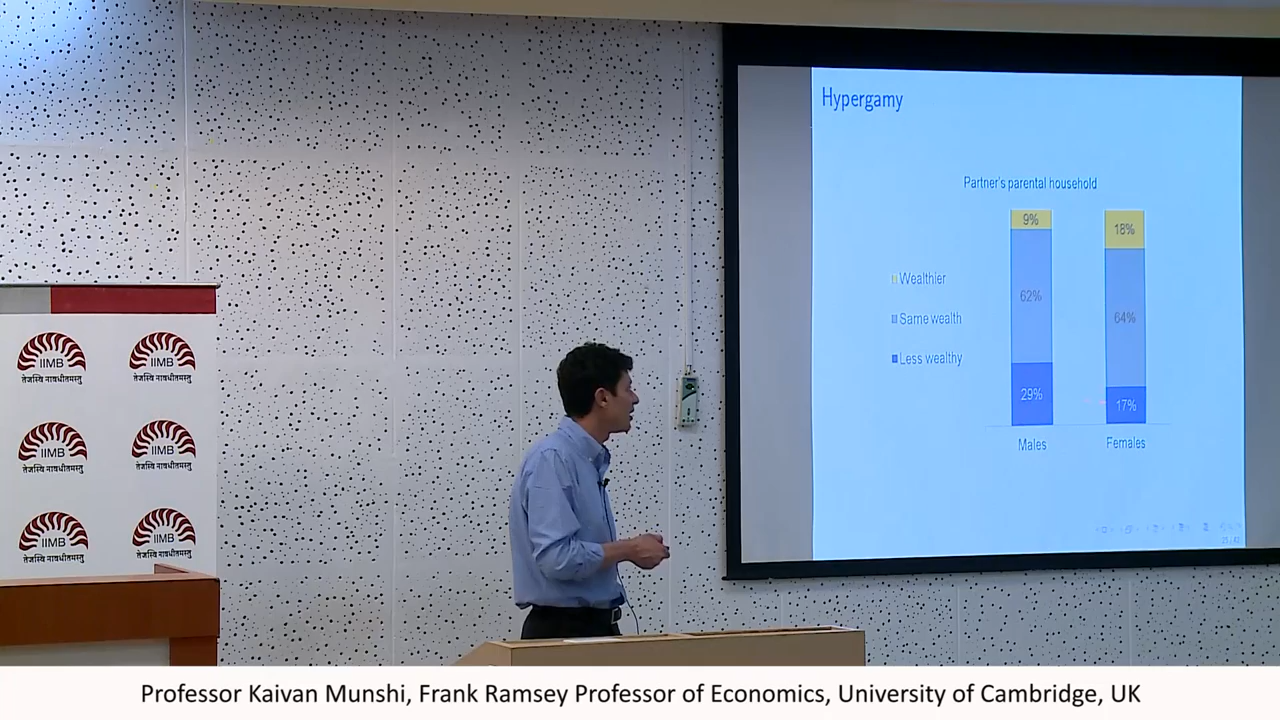 Hypergamy
Partner's parental household
9%
18%
Wealthier
62%
64%
Same wealth
Less wealthy
29%
17%
Males
Females
IIMB
तेजस्वि नावधीतमस्तु
IIMB
तेजस्वि नावधीतमस्तु
IIMB
तेजस्वि नावधीतमस्तु
IIMB
तेजस्वि नावधीतमस्तु
IIMB
तेजस्वि नावधीतमस्तु
IIMB
तेजस्वि नावधीतमस्तु
Professor Kaivan Munshi, Frank Ramsey Professor of Economics, University of Cambridge, UK